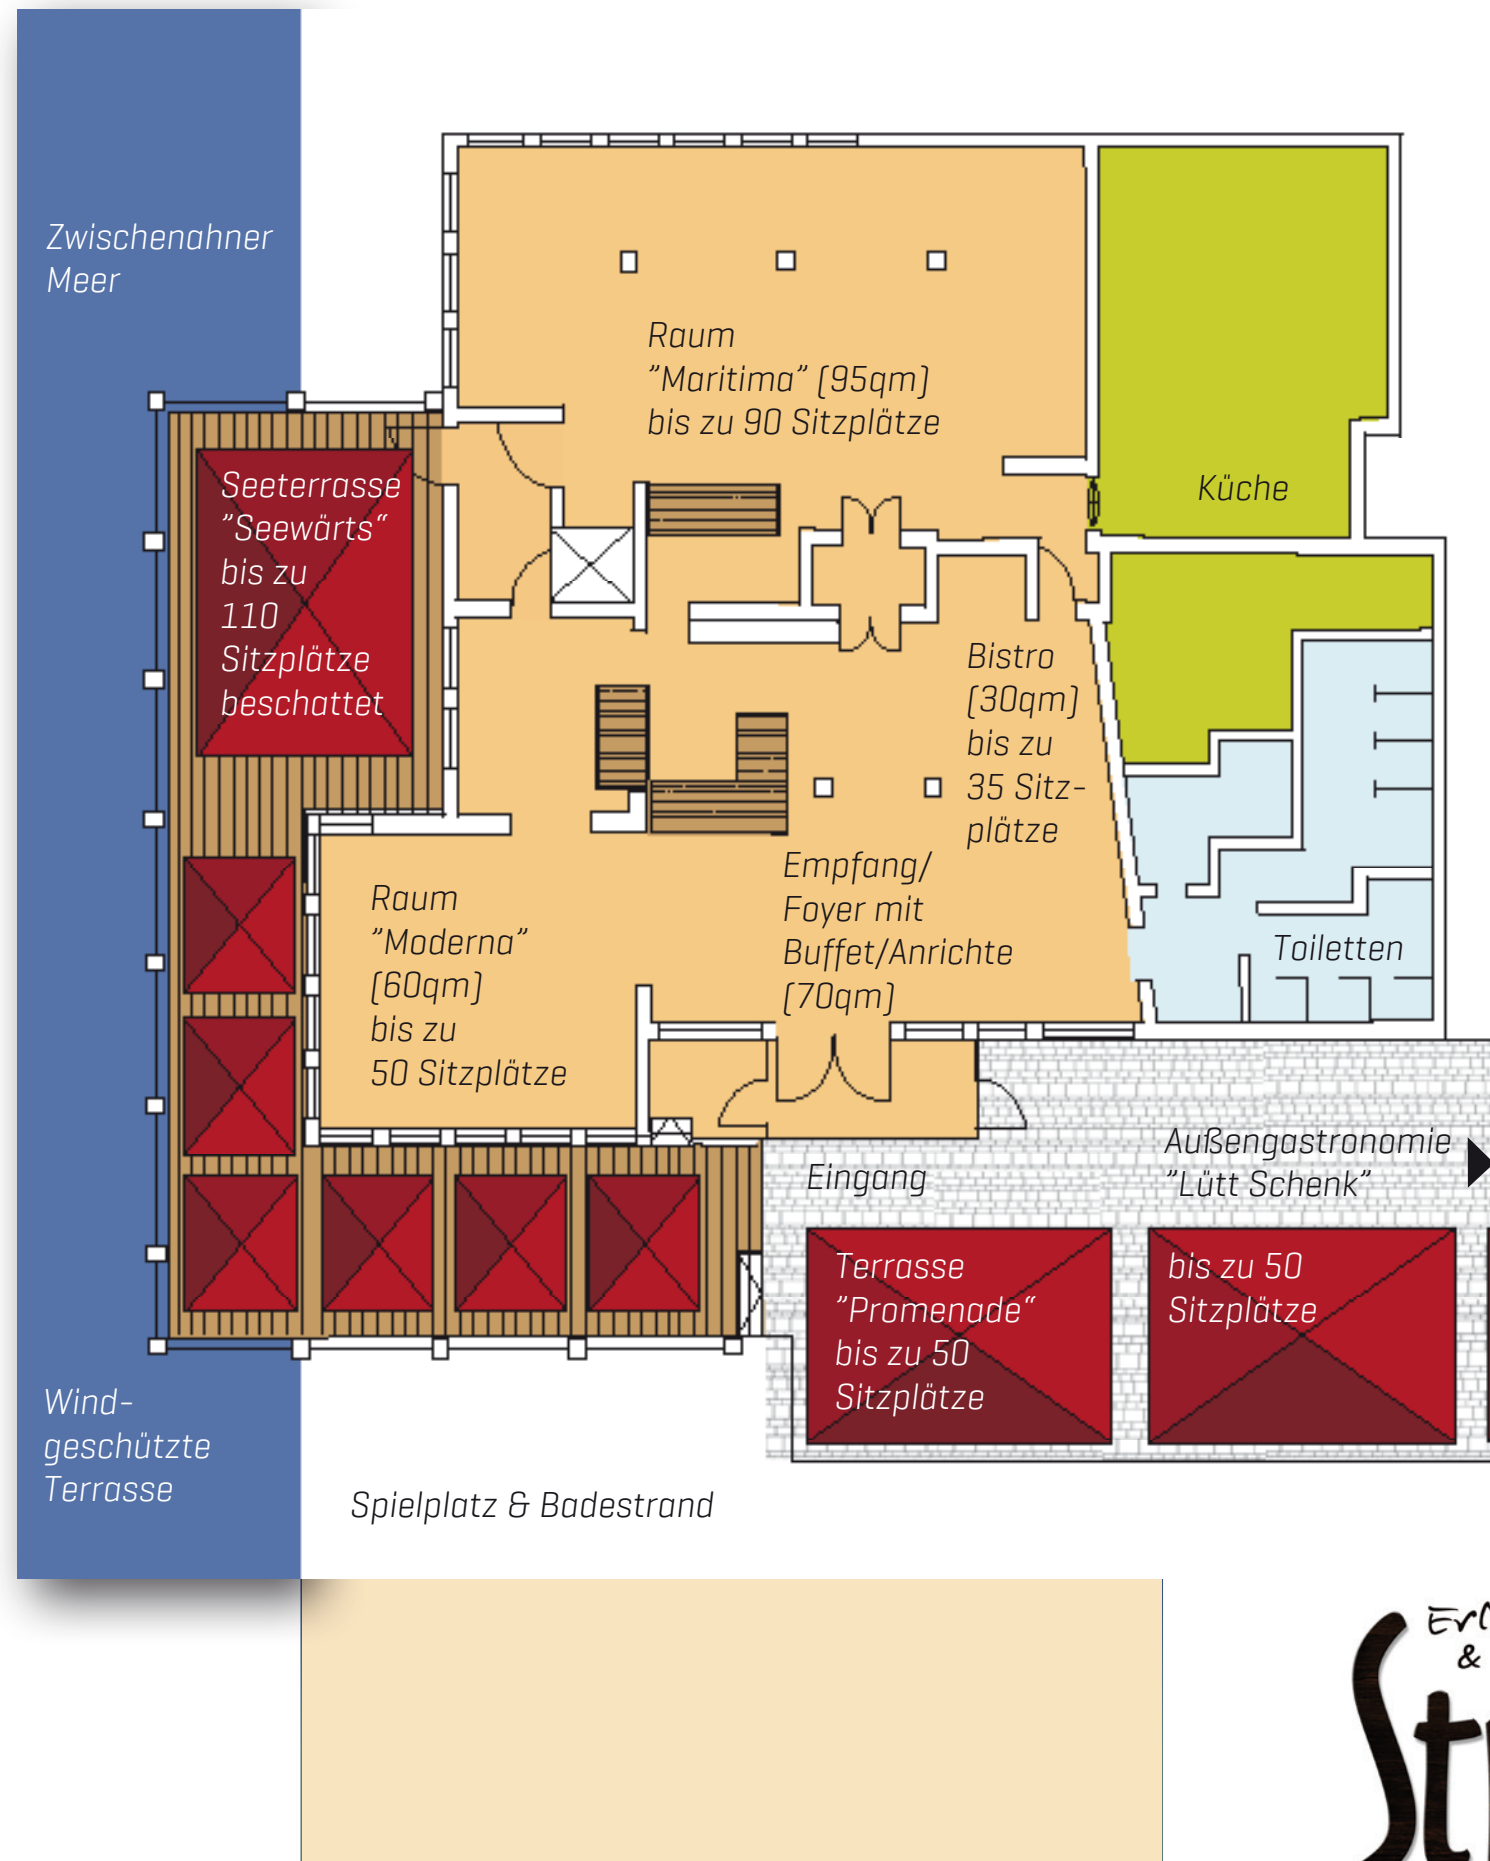 Zwischenahner
Meer
Raum
”Maritima” (95qm)
bis zu 90 Sitzplätze
Küche
Seeterrasse
”Seewärts“
bis zu
110
Sitzplätze
beschattet
Bistro
(30qm)
bis zu
35 Sitz-
plätze
Raum
”Moderna”
(60qm)
bis zu
50 Sitzplätze
Empfang/
Foyer mit
Buffet/Anrichte
(70qm)
Toiletten
Eingang
Außengastronomie
”Lütt Schenk”
Terrasse
”Promenade“
bis zu 50
Sitzplätze
bis zu 50
Sitzplätze
Wind-
geschützte
Terrasse
Spielplatz & Badestrand
&